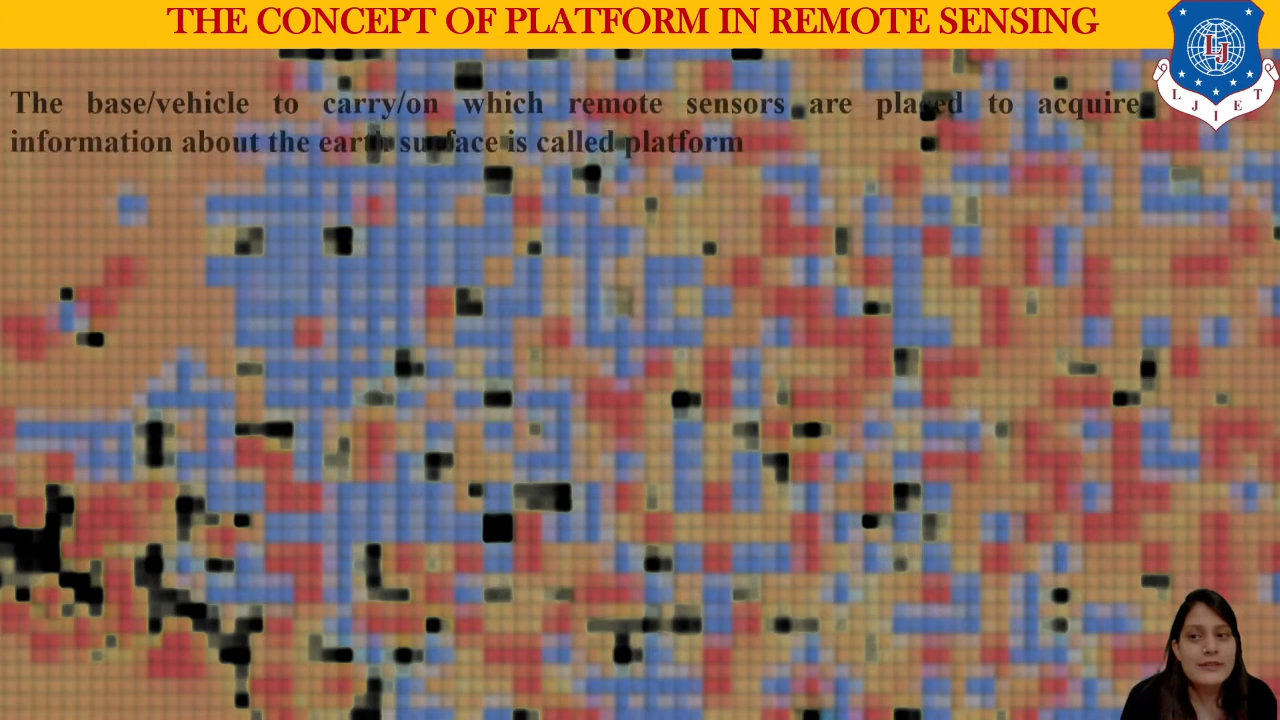 THE CONCEPT OF PLATFORM IN REMOTE SENSING
LJ
L J I E T
The base/vehicle to carry/on which remote sensors are placed to acquire
information about the earth surface is called platform